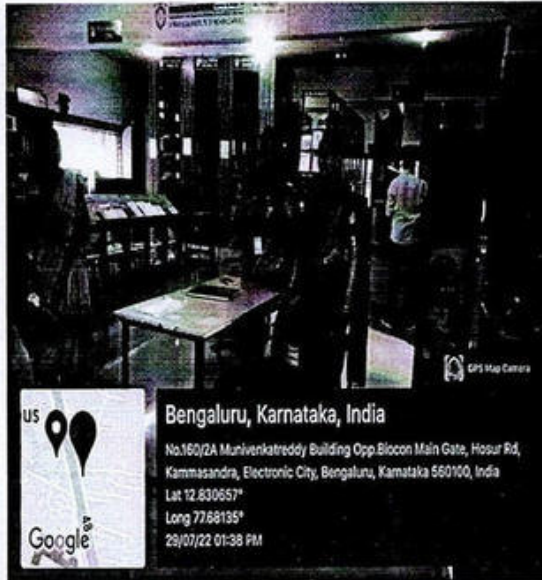 GPS Map Camera
Bengaluru, Karnataka, India
No.160/2A Munivenkatreddy Building Opp.Biocon Main Gate, Hosur Rd,
Kammasandra, Electronic City, Bengaluru, Karnataka 560100, India
Lat 12.830657°
Long 77.68135°
29/07/22 01:38 PM
us
Google